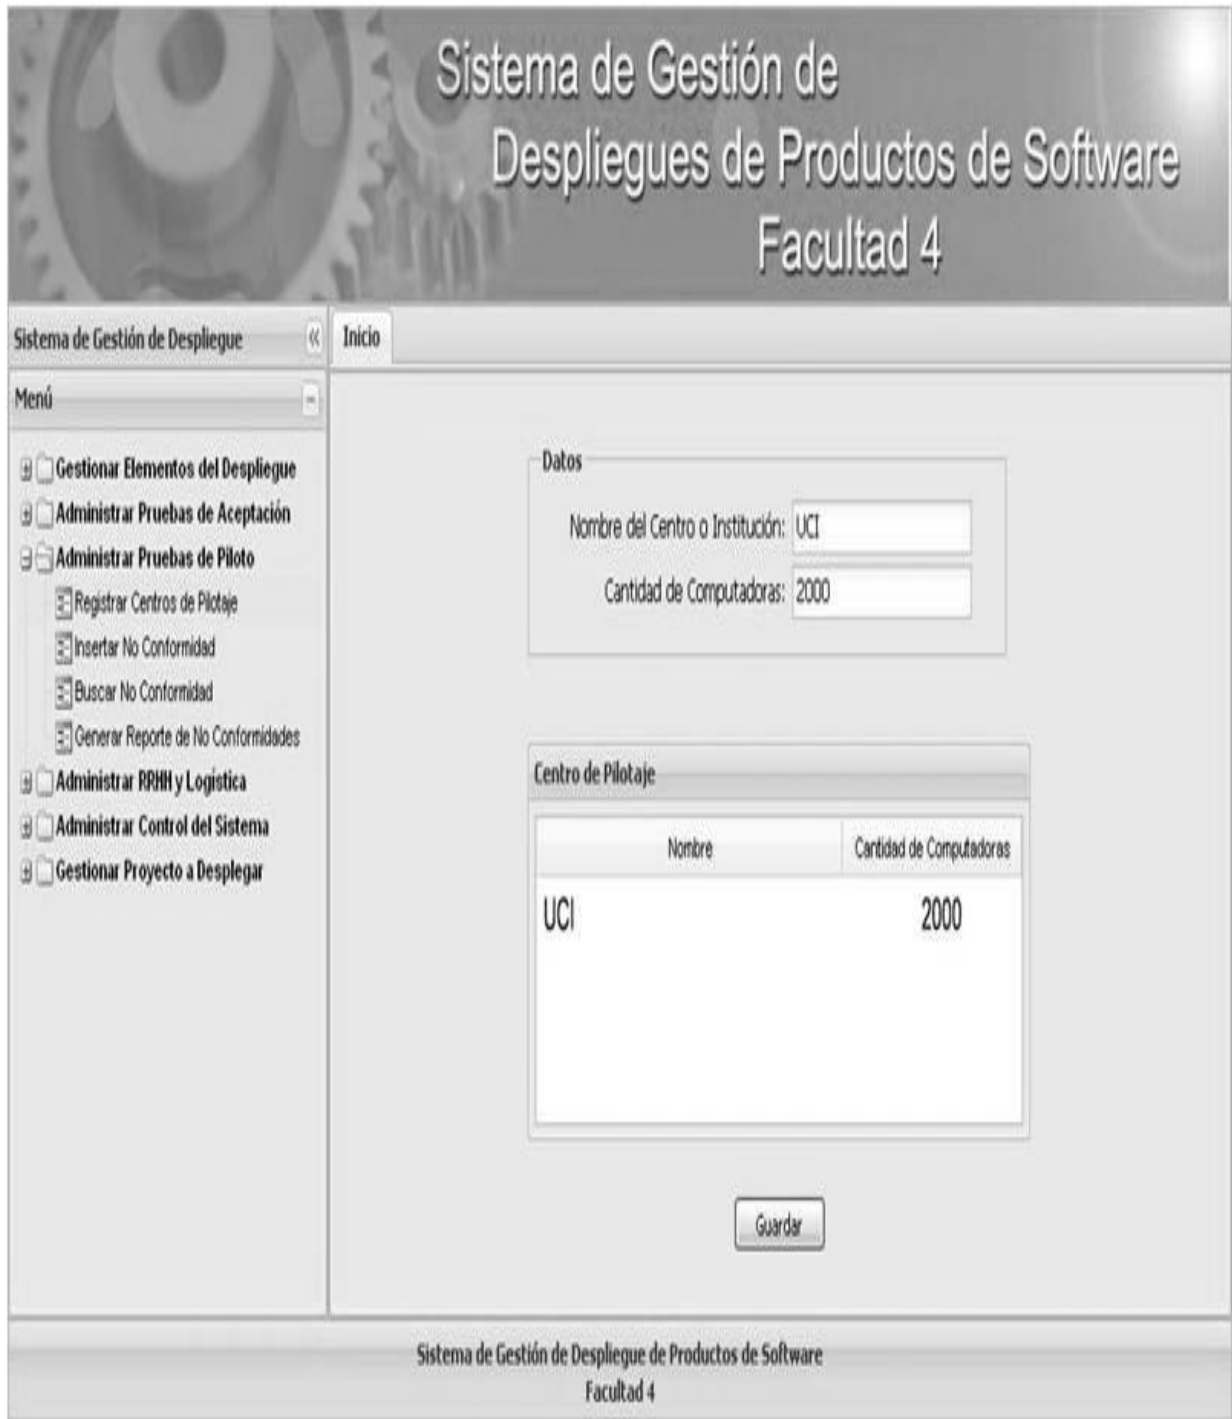 Sistema de Gestión de
Despliegues de Productos de Software
Facultad 4
Sistema de Gestión de Despliegue
Inicio
Menú
Gestionar Elementos del Despliegue
Administrar Pruebas de Aceptación
Administrar Pruebas de Piloto
Registrar Centros de Pilotaje
Insertar No Conformidad
Buscar No Conformidad
Generar Reporte de No Conformidades
Administrar RRHH y Logística
Administrar Control del Sistema
Gestionar Proyecto a Desplegar
Datos
Nombre del Centro o Institución: UCI
Cantidad de Computadoras: 2000
Centro de Pilotaje
Nombre Cantidad de Computadoras
UCI 2000
Guardar
Sistema de Gestión de Despliegue de Productos de Software
Facultad 4